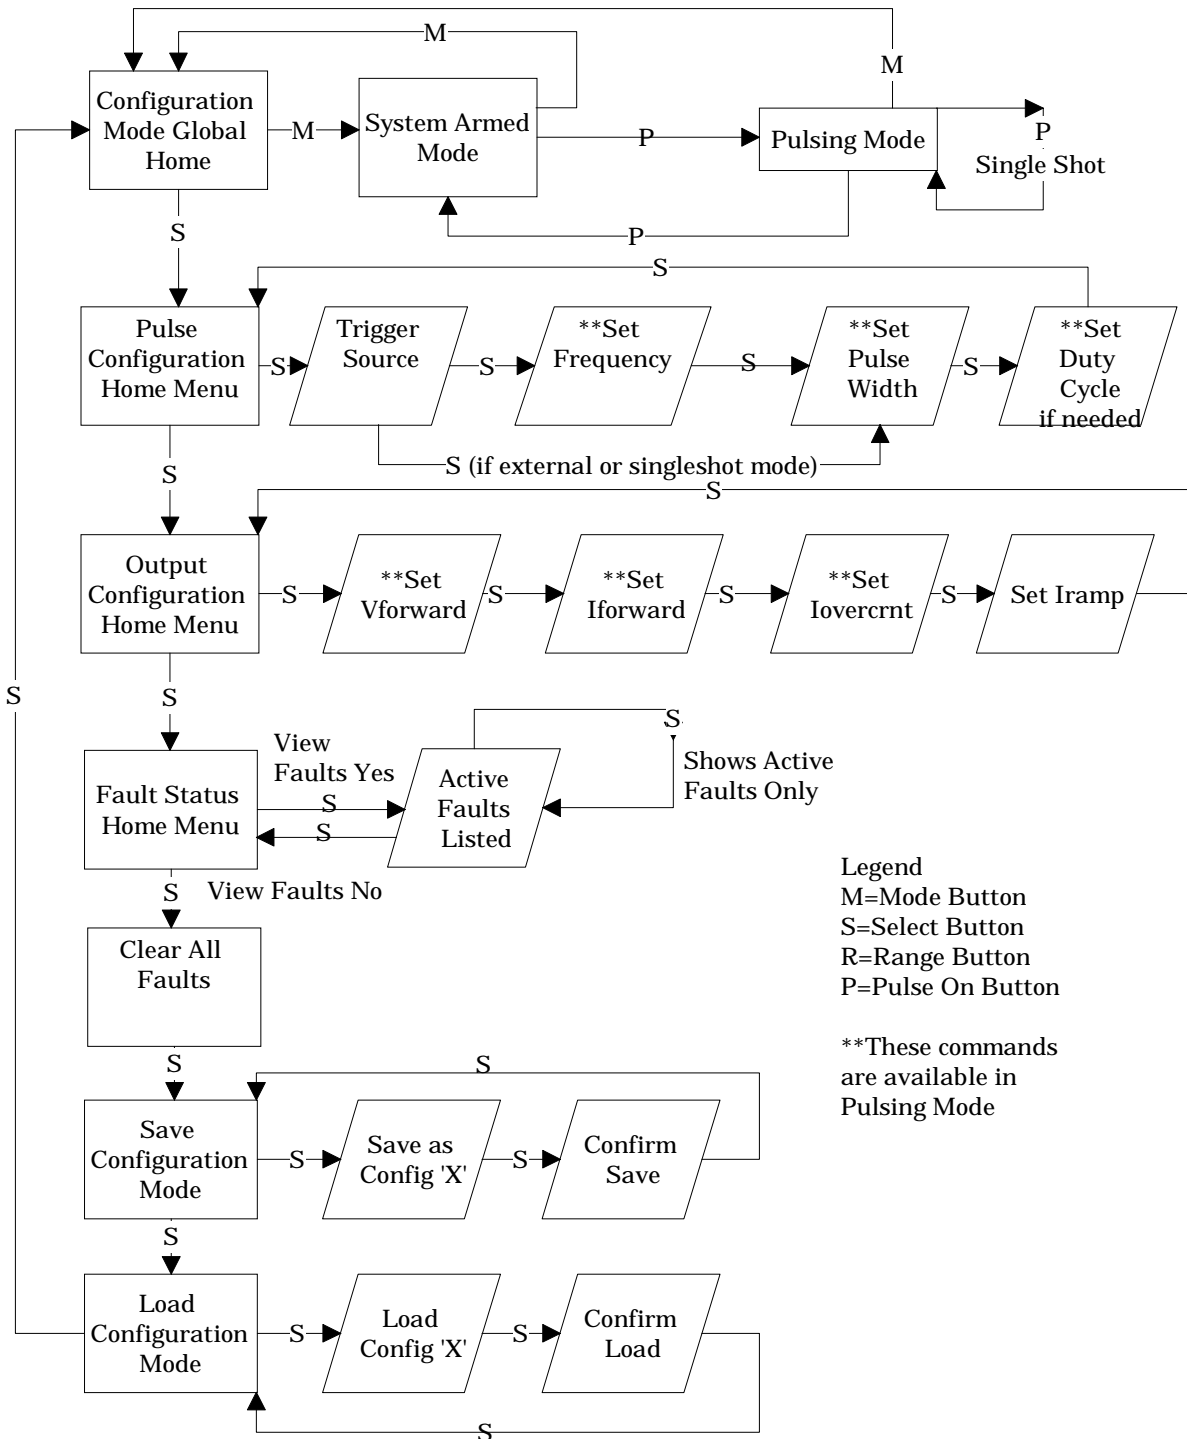 M
M
Configuration
Mode Global
Home
M
System Armed
Mode
P
Pulsing Mode
P
Single Shot
S
P
S
Pulse
Configuration
Home Menu
S
Trigger
Source
S
**Set
Frequency
S
**Set
Pulse
Width
S
**Set
Duty
Cycle
if needed
S
S (if external or singleshot mode)
S
Output
Configuration
Home Menu
S
**Set
Vforward
S
**Set
Iforward
S
**Set
Iovercrnt
S
Set Iramp
S
S
View
Faults Yes
S
Fault Status
Home Menu
S
S
Active
Faults
Listed
Shows Active
Faults Only
S
View Faults No
Clear All
Faults
Legend
M=Mode Button
S=Select Button
R=Range Button
P=Pulse On Button
**These commands
are available in
Pulsing Mode
S
S
Save
Configuration
Mode
S
Save as
Config 'X'
S
Confirm
Save
S
Load
Configuration
Mode
S
Load
Config 'X'
S
Confirm
Load
S